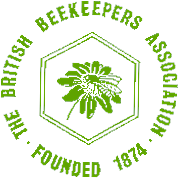 · THE BRITISH BEEKEEPERS ASSOCIATION ·
FOUNDED 1874